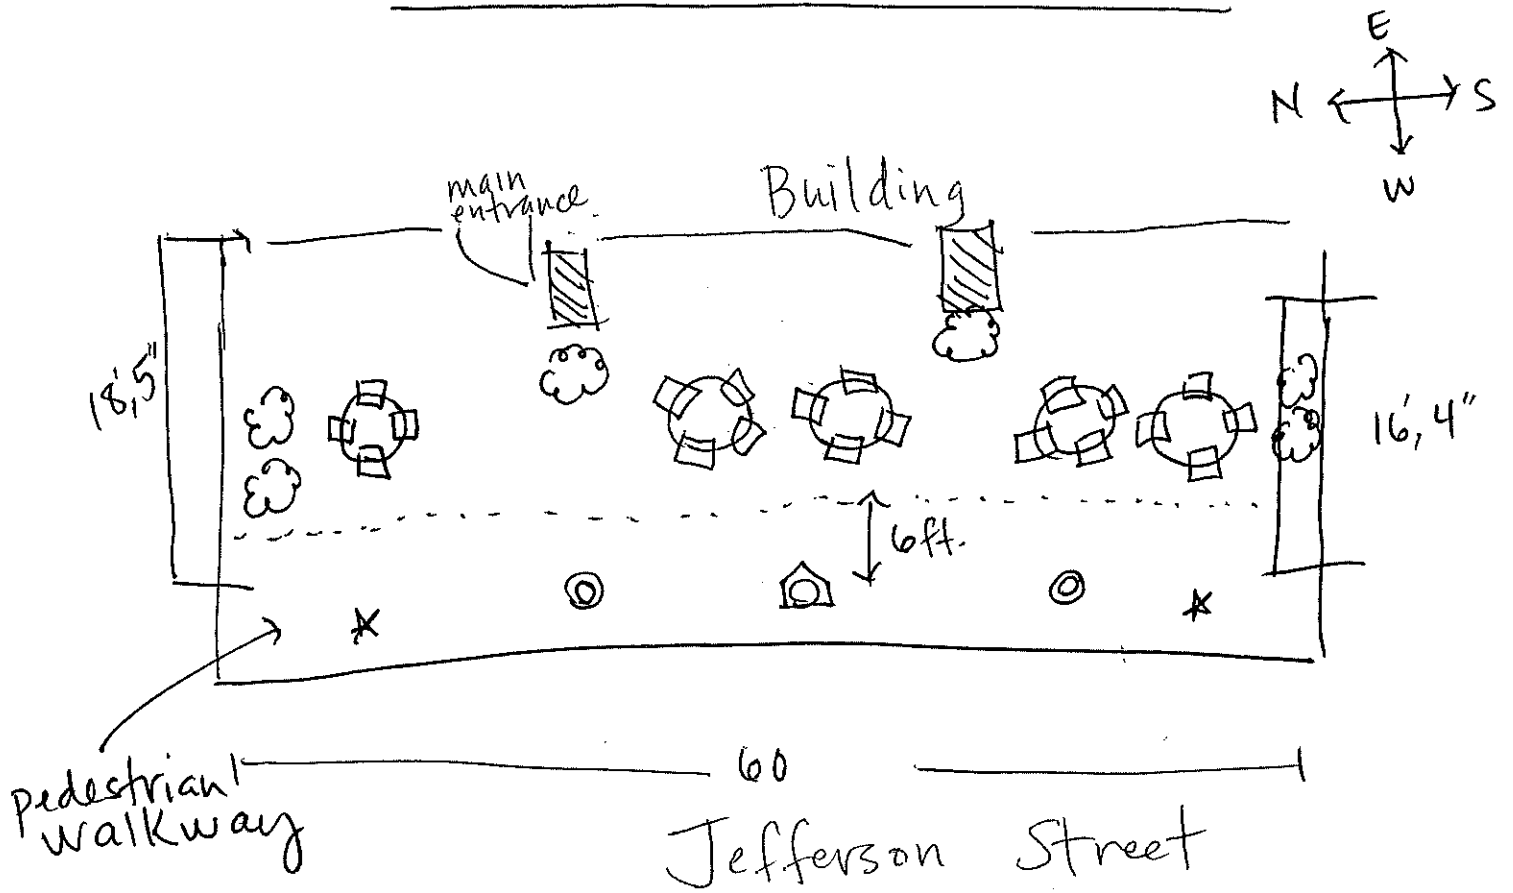 E
N S
W
main
entrance.
Building
18',5"
16', 4"
6ft.
pedestrian
walkway
60
Jefferson Street